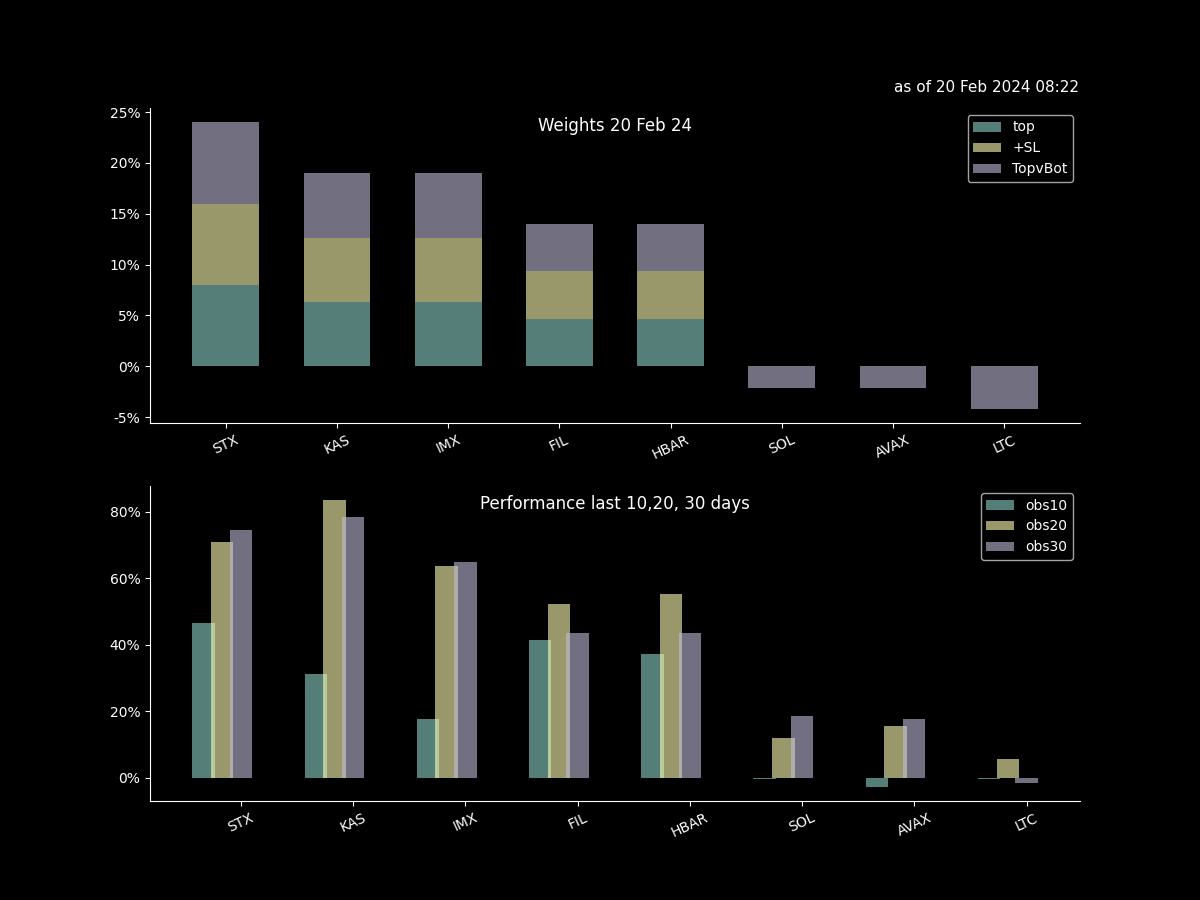 as of 20 Feb 2024 08:22
Weights 20 Feb 24
top
+SL
TopvBot
25%
20%
15%
10%
5%
0%
-5%
STX KAS IMX FIL HBAR SOL AVAX LTC
Performance last 10,20, 30 days
obs10
obs20
obs30
80%
60%
40%
20%
0%
STX KAS IMX FIL HBAR SOL AVAX LTC